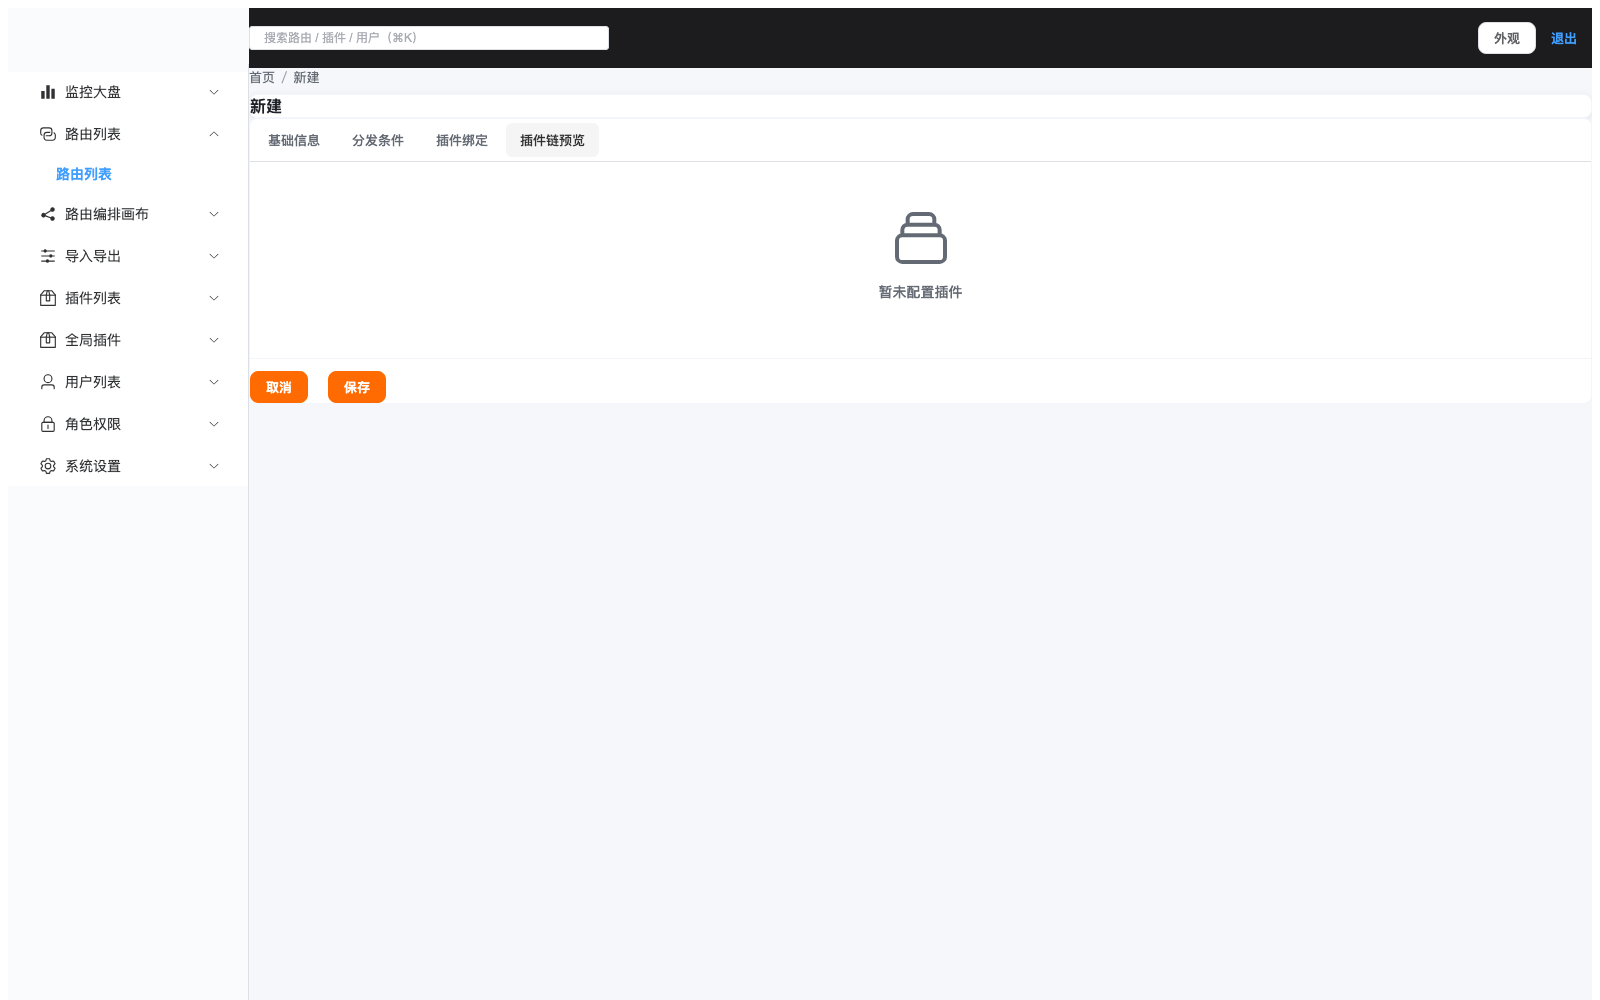 搜索路由 / 插件 / 用户（⌘K）
外观
退出
监控大盘
路由列表
路由列表
路由编排画布
导入导出
插件列表
全局插件
用户列表
角色权限
系统设置
首页 / 新建
新建
基础信息
分发条件
插件绑定
插件链预览
暂未配置插件
取消
保存